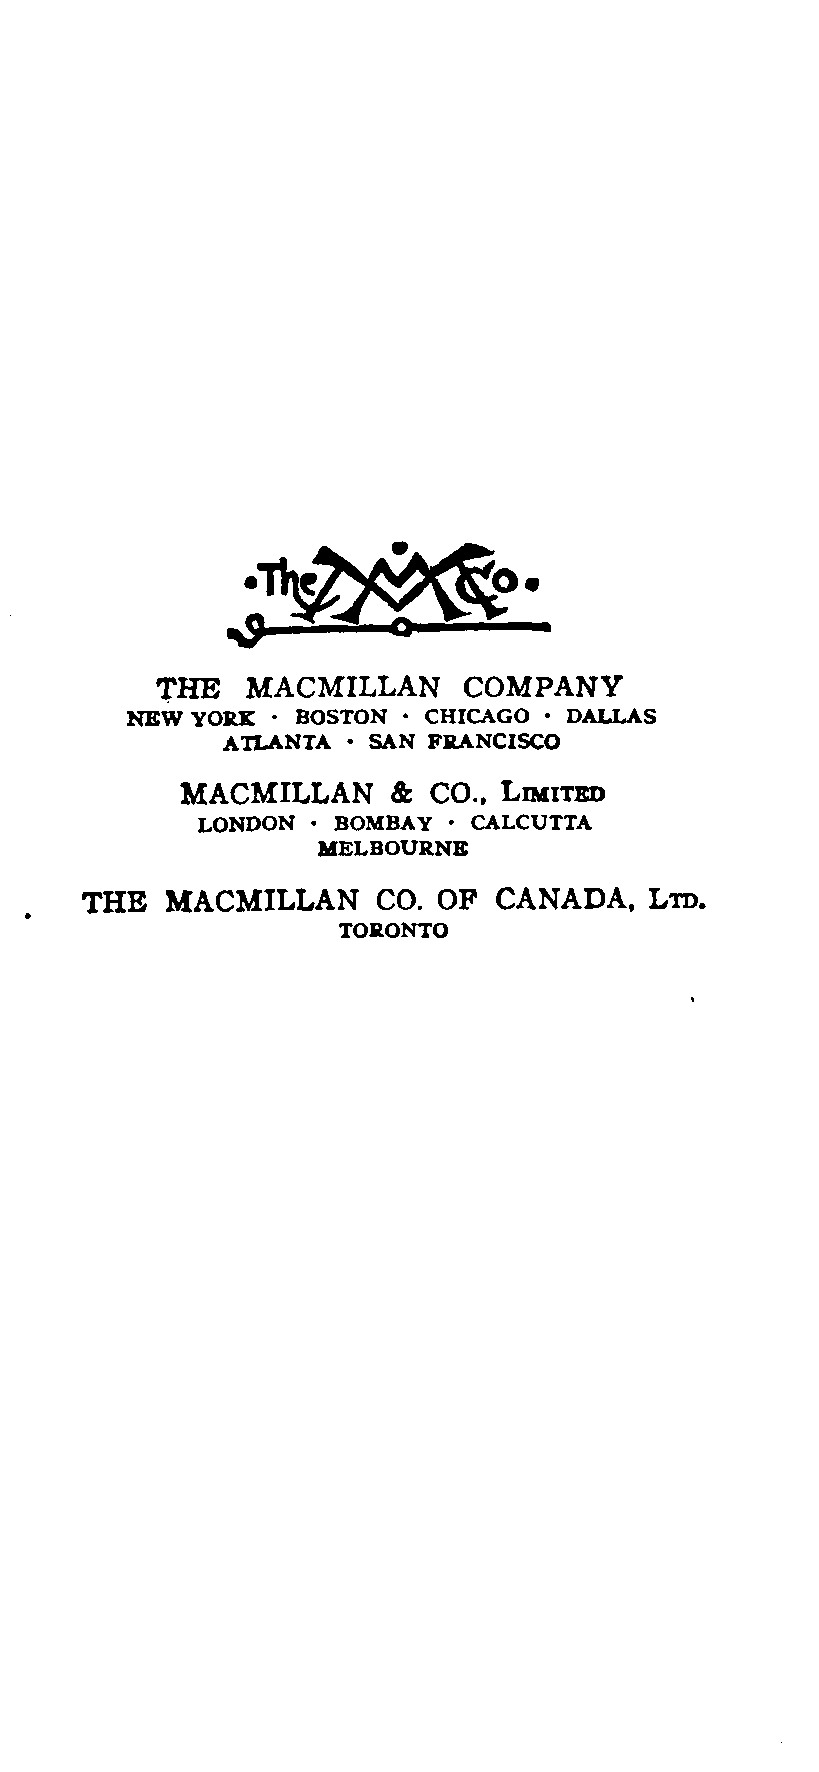 ·The MM Co·
THE MACMILLAN COMPANY
NEW YORK · BOSTON · CHICAGO · DALLAS
ATLANTA · SAN FRANCISCO
MACMILLAN & CO., LIMITED
LONDON · BOMBAY · CALCUTTA
MELBOURNE
THE MACMILLAN CO. OF CANADA, LTD.
TORONTO